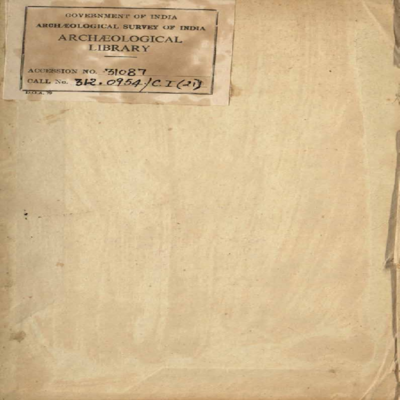 GOVERNMENT OF INDIA
ARCHÆOLOGICAL SURVEY OF INDIA
ARCHÆOLOGICAL
LIBRARY
ACCESSION NO. 31087
CALL No. 312.0954/C I (21)